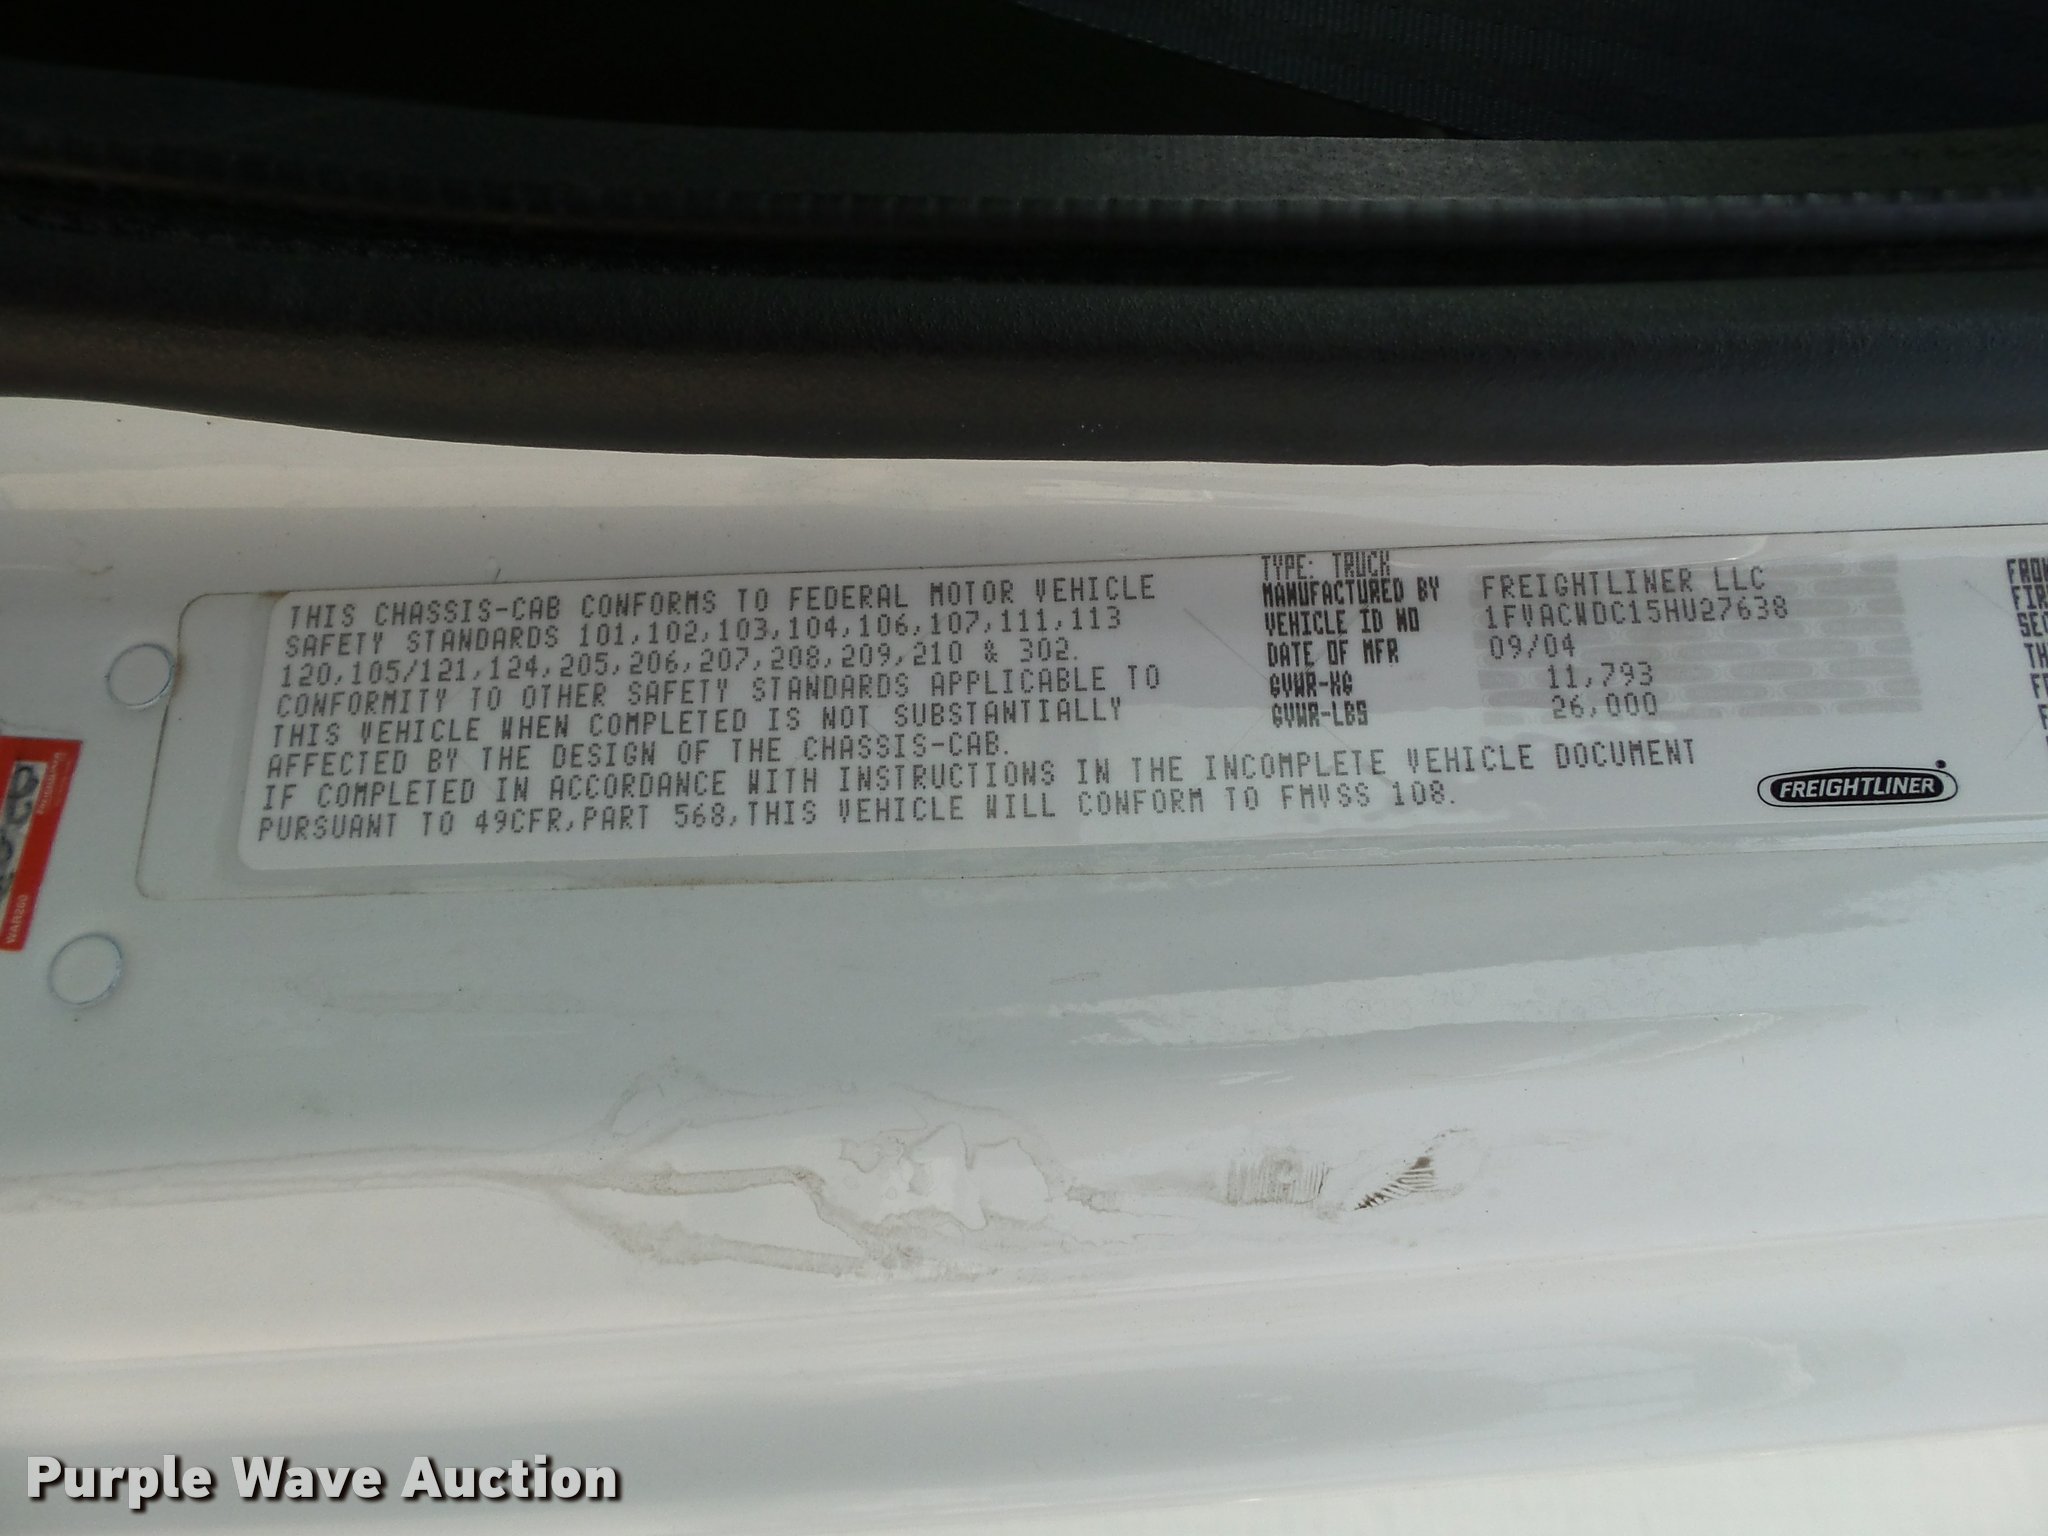 THIS CHASSIS-CAB CONFORMS TO FEDERAL MOTOR VEHICLE
SAFETY STANDARDS 101,102,103,104,106,107,111,113
120,105/121,124,205,206,207,208,209,210 & 302.
CONFORMITY TO OTHER SAFETY STANDARDS APPLICABLE TO
THIS VEHICLE WHEN COMPLETED IS NOT SUBSTANTIALLY
AFFECTED BY THE DESIGN OF THE CHASSIS-CAB.
IF COMPLETED IN ACCORDANCE WITH INSTRUCTIONS IN THE INCOMPLETE VEHICLE DOCUMENT
PURSUANT TO 49CFR,PART 568,THIS VEHICLE WILL CONFORM TO FMVSS 108.
TYPE: TRUCK
MANUFACTURED BY FREIGHTLINER LLC
VEHICLE ID NO 1FVACWDC15HU27638
DATE OF MFR 09/04
GVWR-KG 11,793
GVWR-LBS 26,000
FREIGHTLINER
WAR260
Purple Wave Auction